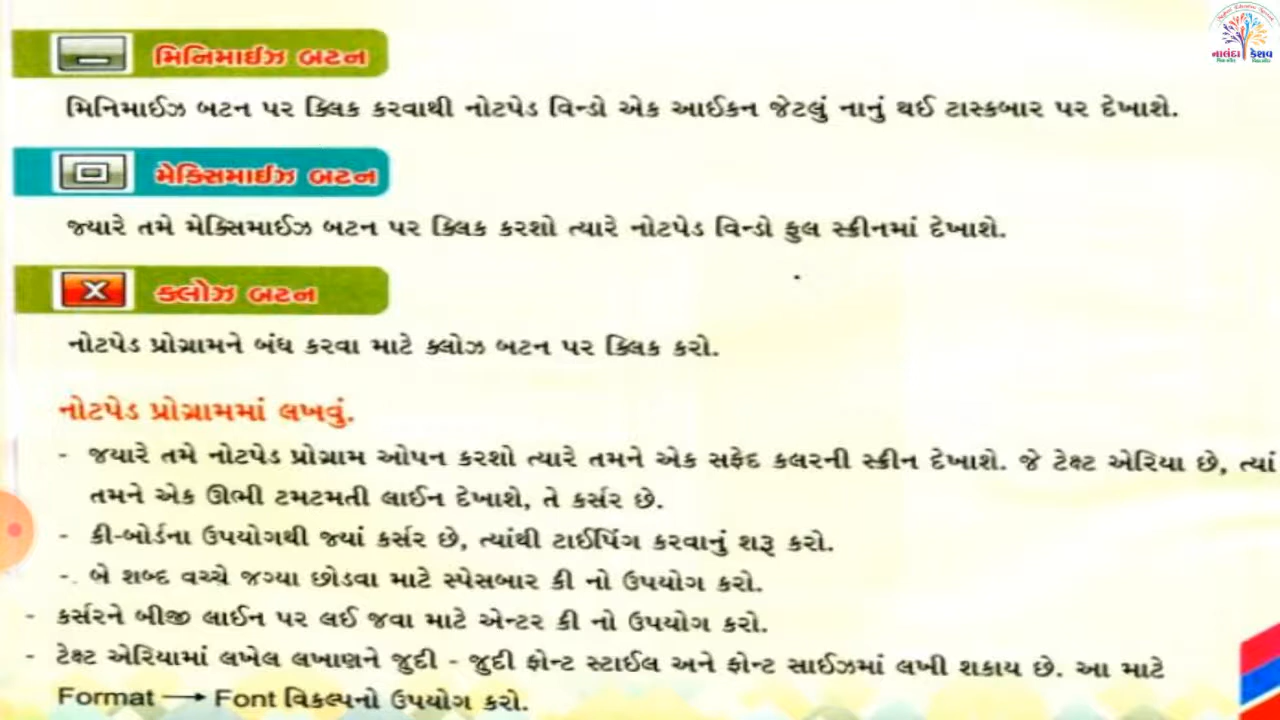 મિનિમાઈઝ બટન
મિનિમાઈઝ બટન પર ક્લિક કરવાથી નોટપેડ વિન્ડો એક આઈકન જેટલું નાનું થઈ ટાસ્કબાર પર દેખાશે.
મેક્સિમાઈઝ બટન
જ્યારે તમે મેક્સિમાઈઝ બટન પર ક્લિક કરશો ત્યારે નોટપેડ વિન્ડો ફુલ સ્ક્રીનમાં દેખાશે.
ક્લોઝ બટન
નોટપેડ પ્રોગ્રામને બંધ કરવા માટે ક્લોઝ બટન પર ક્લિક કરો.
નોટપેડ પ્રોગ્રામમાં લખવું.
- જયારે તમે નોટપેડ પ્રોગ્રામ ઓપન કરશો ત્યારે તમને એક સફેદ કલરની સ્ક્રીન દેખાશે. જે ટેક્ષ્ટ એરિયા છે, ત્યાં
તમને એક ઊભી ટમટમતી લાઈન દેખાશે, તે કર્સર છે.
- કી-બોર્ડના ઉપયોગથી જ્યાં કર્સર છે, ત્યાંથી ટાઈપિંગ કરવાનું શરૂ કરો.
- બે શબ્દ વચ્ચે જગ્યા છોડવા માટે સ્પેસબાર કી નો ઉપયોગ કરો.
- કર્સરને બીજી લાઈન પર લઈ જવા માટે એન્ટર કી નો ઉપયોગ કરો.
- ટેક્ષ્ટ એરિયામાં લખેલ લખાણને જુદી - જુદી ફોન્ટ સ્ટાઈલ અને ફોન્ટ સાઈઝમાં લખી શકાય છે. આ માટે
Format → Font વિકલ્પનો ઉપયોગ કરો.
નાલંદા કેશવ